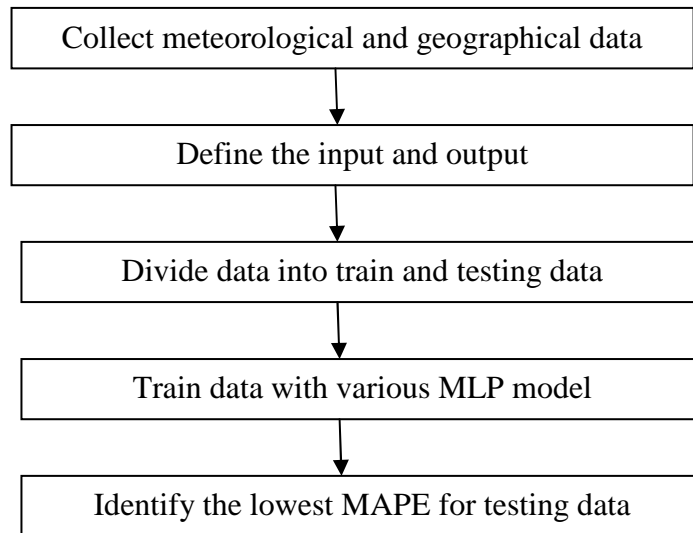 Collect meteorological and geographical data
Define the input and output
Divide data into train and testing data
Train data with various MLP model
Identify the lowest MAPE for testing data